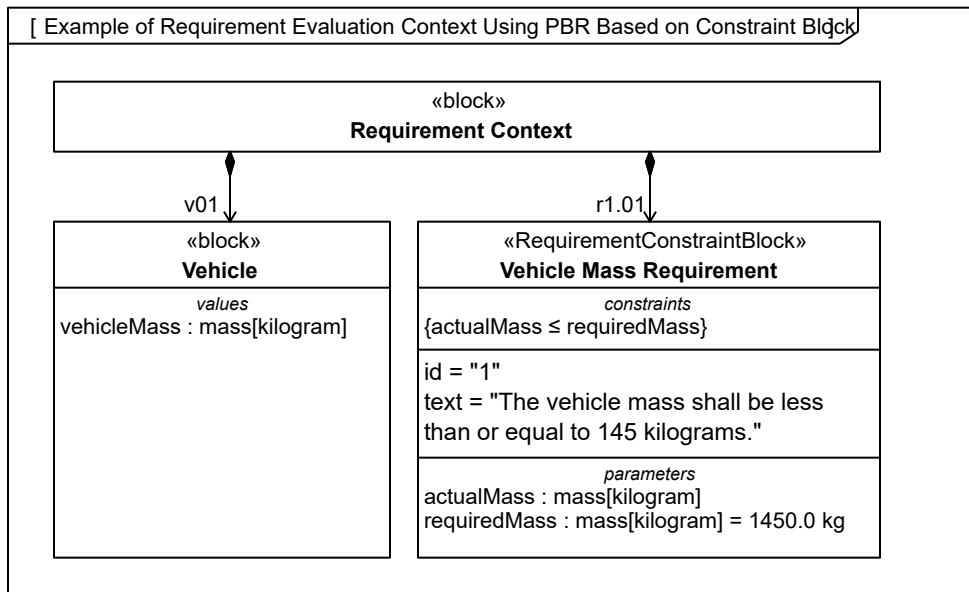 [ Example of Requirement Evaluation Context Using PBR Based on Constraint Block]
«block»
Requirement Context
v01
r1.01
«block»
Vehicle
values
vehicleMass : mass[kilogram]
«RequirementConstraintBlock»
Vehicle Mass Requirement
constraints
{actualMass ≤ requiredMass}
id = "1"
text = "The vehicle mass shall be less
than or equal to 145 kilograms."
parameters
actualMass : mass[kilogram]
requiredMass : mass[kilogram] = 1450.0 kg